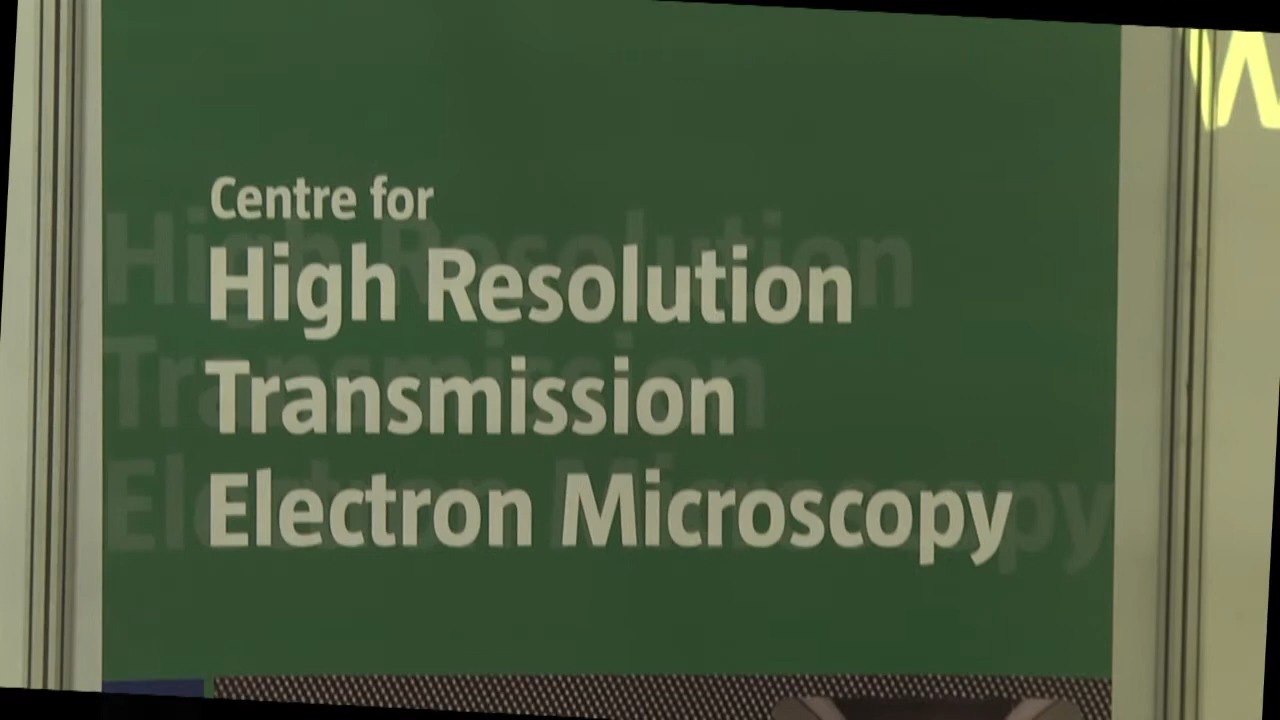 Centre for
High Resolution
Transmission
Electron Microscopy